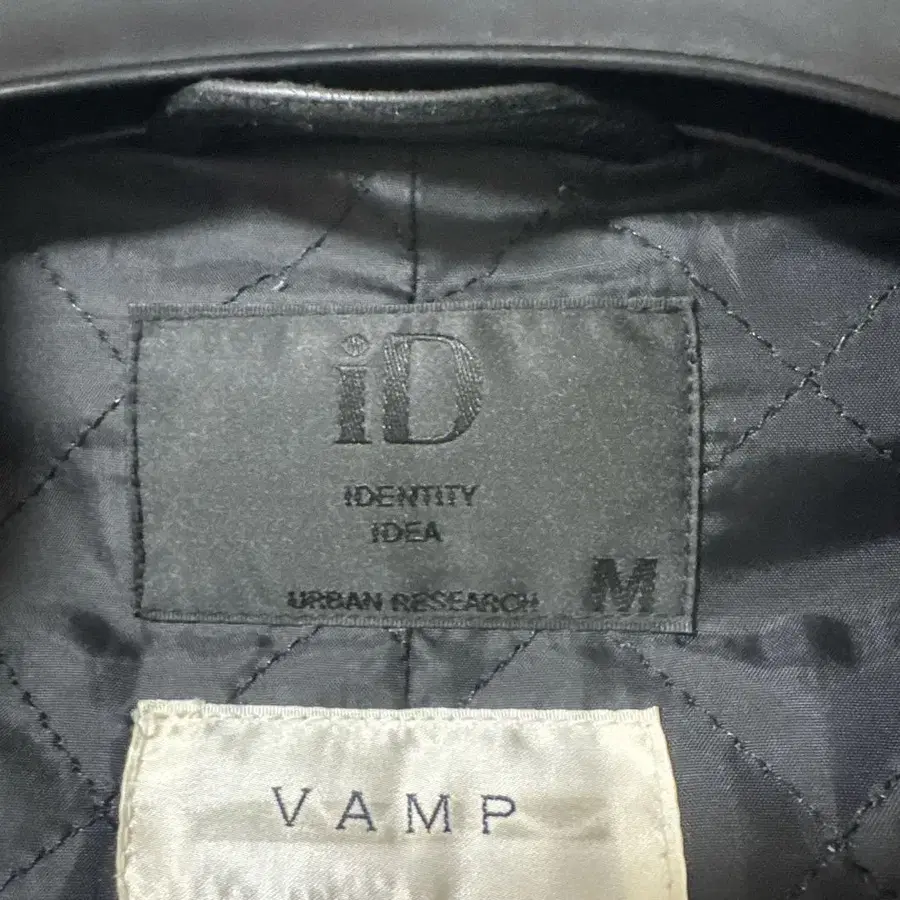 iD
IDENTITY
IDEA
URBAN RESEARCH M
VAMP